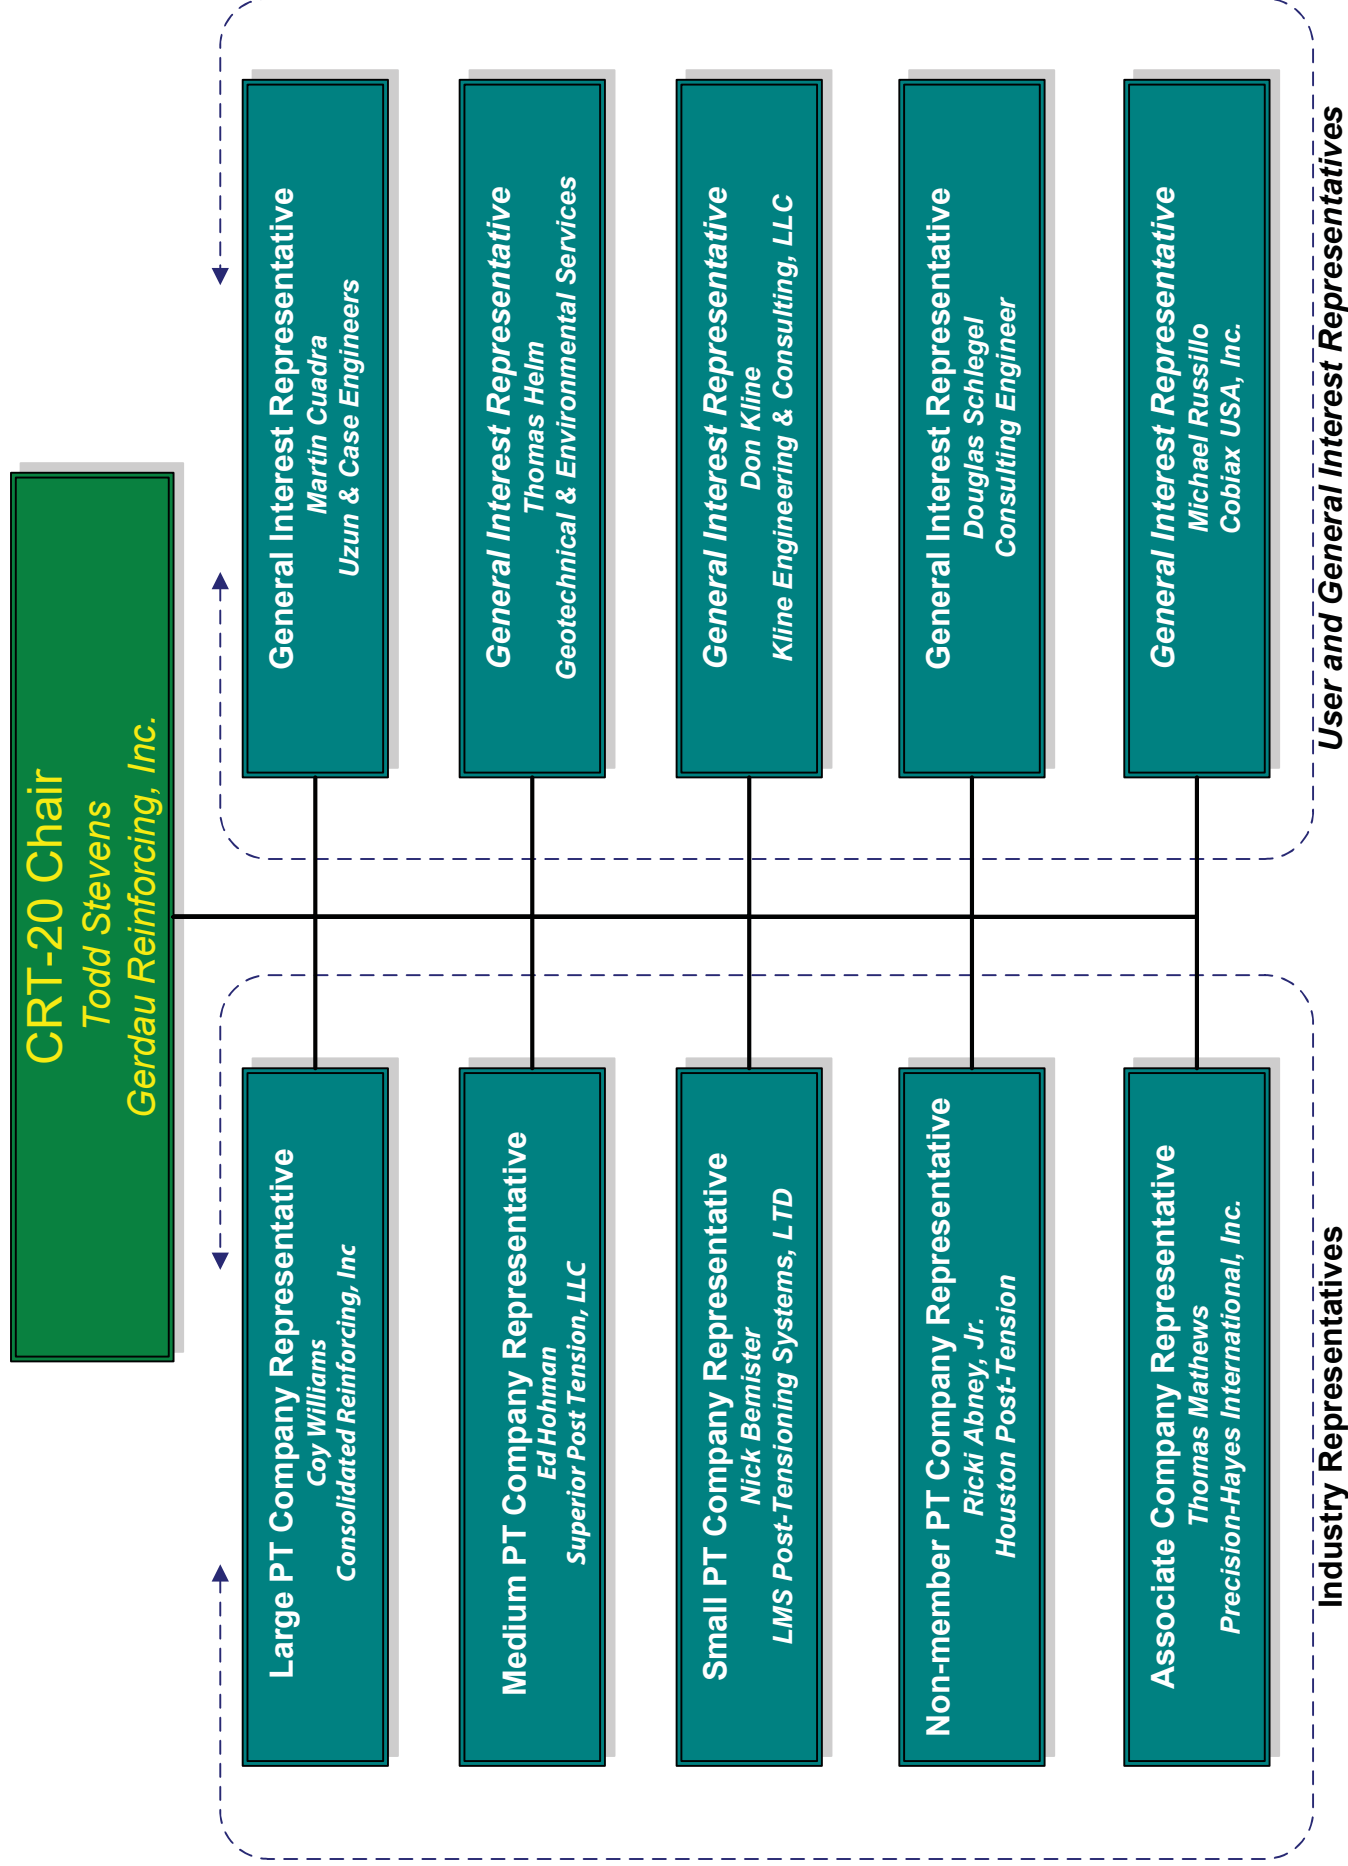 CRT-20 Chair
Todd Stevens
Gerdau Reinforcing, Inc.
Large PT Company Representative
Coy Williams
Consolidated Reinforcing, Inc
General Interest Representative
Martin Cuadra
Uzun & Case Engineers
Medium PT Company Representative
Ed Hohman
Superior Post Tension, LLC
General Interest Representative
Thomas Helm
Geotechnical & Environmental Services
Small PT Company Representative
Nick Bemister
LMS Post-Tensioning Systems, LTD
General Interest Representative
Don Kline
Kline Engineering & Consulting, LLC
Non-member PT Company Representative
Ricki Abney, Jr.
Houston Post-Tension
General Interest Representative
Douglas Schlegel
Consulting Engineer
Associate Company Representative
Thomas Mathews
Precision-Hayes International, Inc.
General Interest Representative
Michael Russillo
Cobiax USA, Inc.
Industry Representatives
User and General Interest Representatives